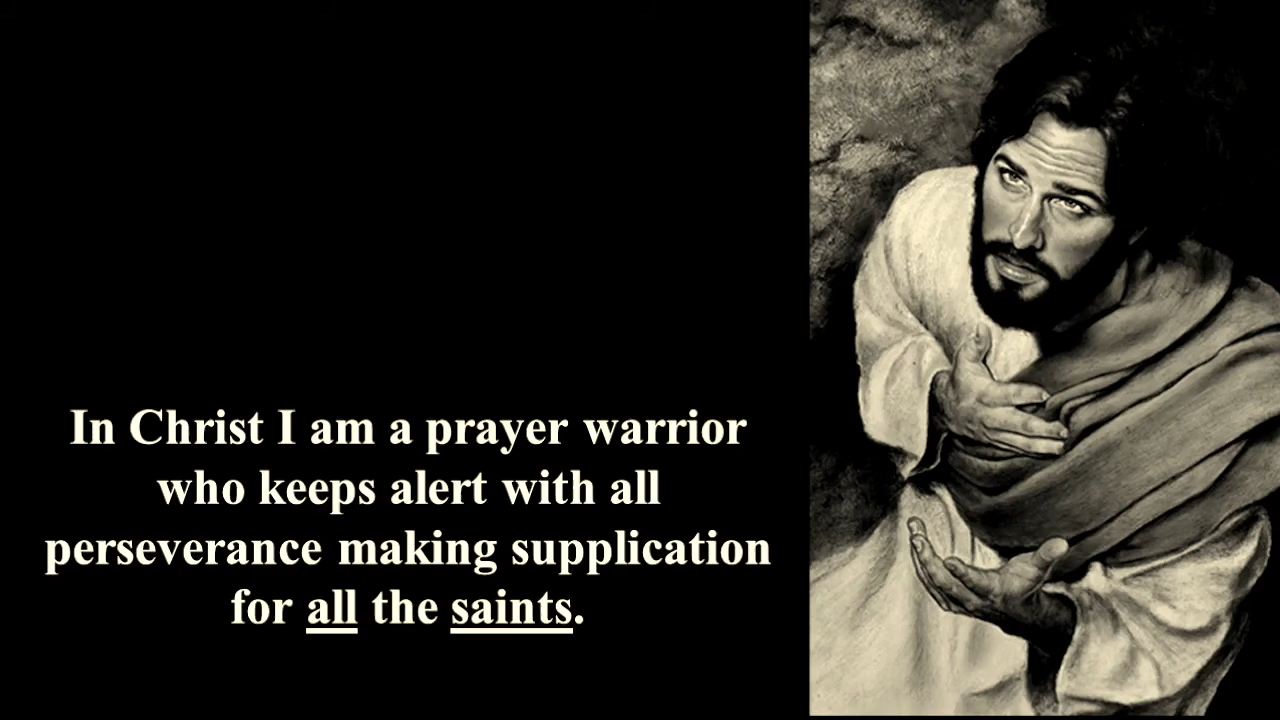 In Christ I am a prayer warrior
who keeps alert with all
perseverance making supplication
for all the saints.